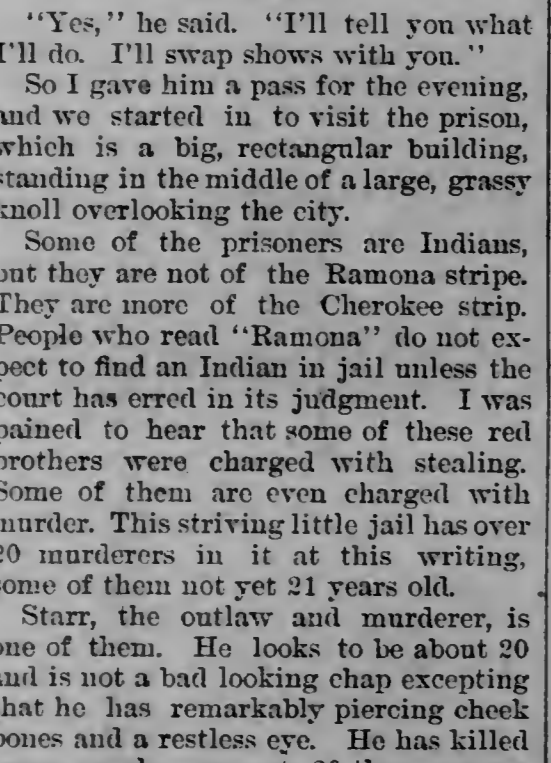 "Yes," he said. "I'll tell you what
I'll do. I'll swap shows with you."
So I gave him a pass for the evening,
and we started in to visit the prison,
which is a big, rectangular building,
standing in the middle of a large, grassy
knoll overlooking the city.
Some of the prisoners are Indians,
but they are not of the Ramona stripe.
They are more of the Cherokee strip.
People who read "Ramona" do not ex-
pect to find an Indian in jail unless the
court has erred in its judgment. I was
pained to hear that some of these red
brothers were charged with stealing.
Some of them are even charged with
murder. This striving little jail has over
20 murderers in it at this writing,
some of them not yet 21 years old.
Starr, the outlaw and murderer, is
one of them. He looks to be about 20
and is not a bad looking chap excepting
that he has remarkably piercing cheek
bones and a restless eye. He has killed